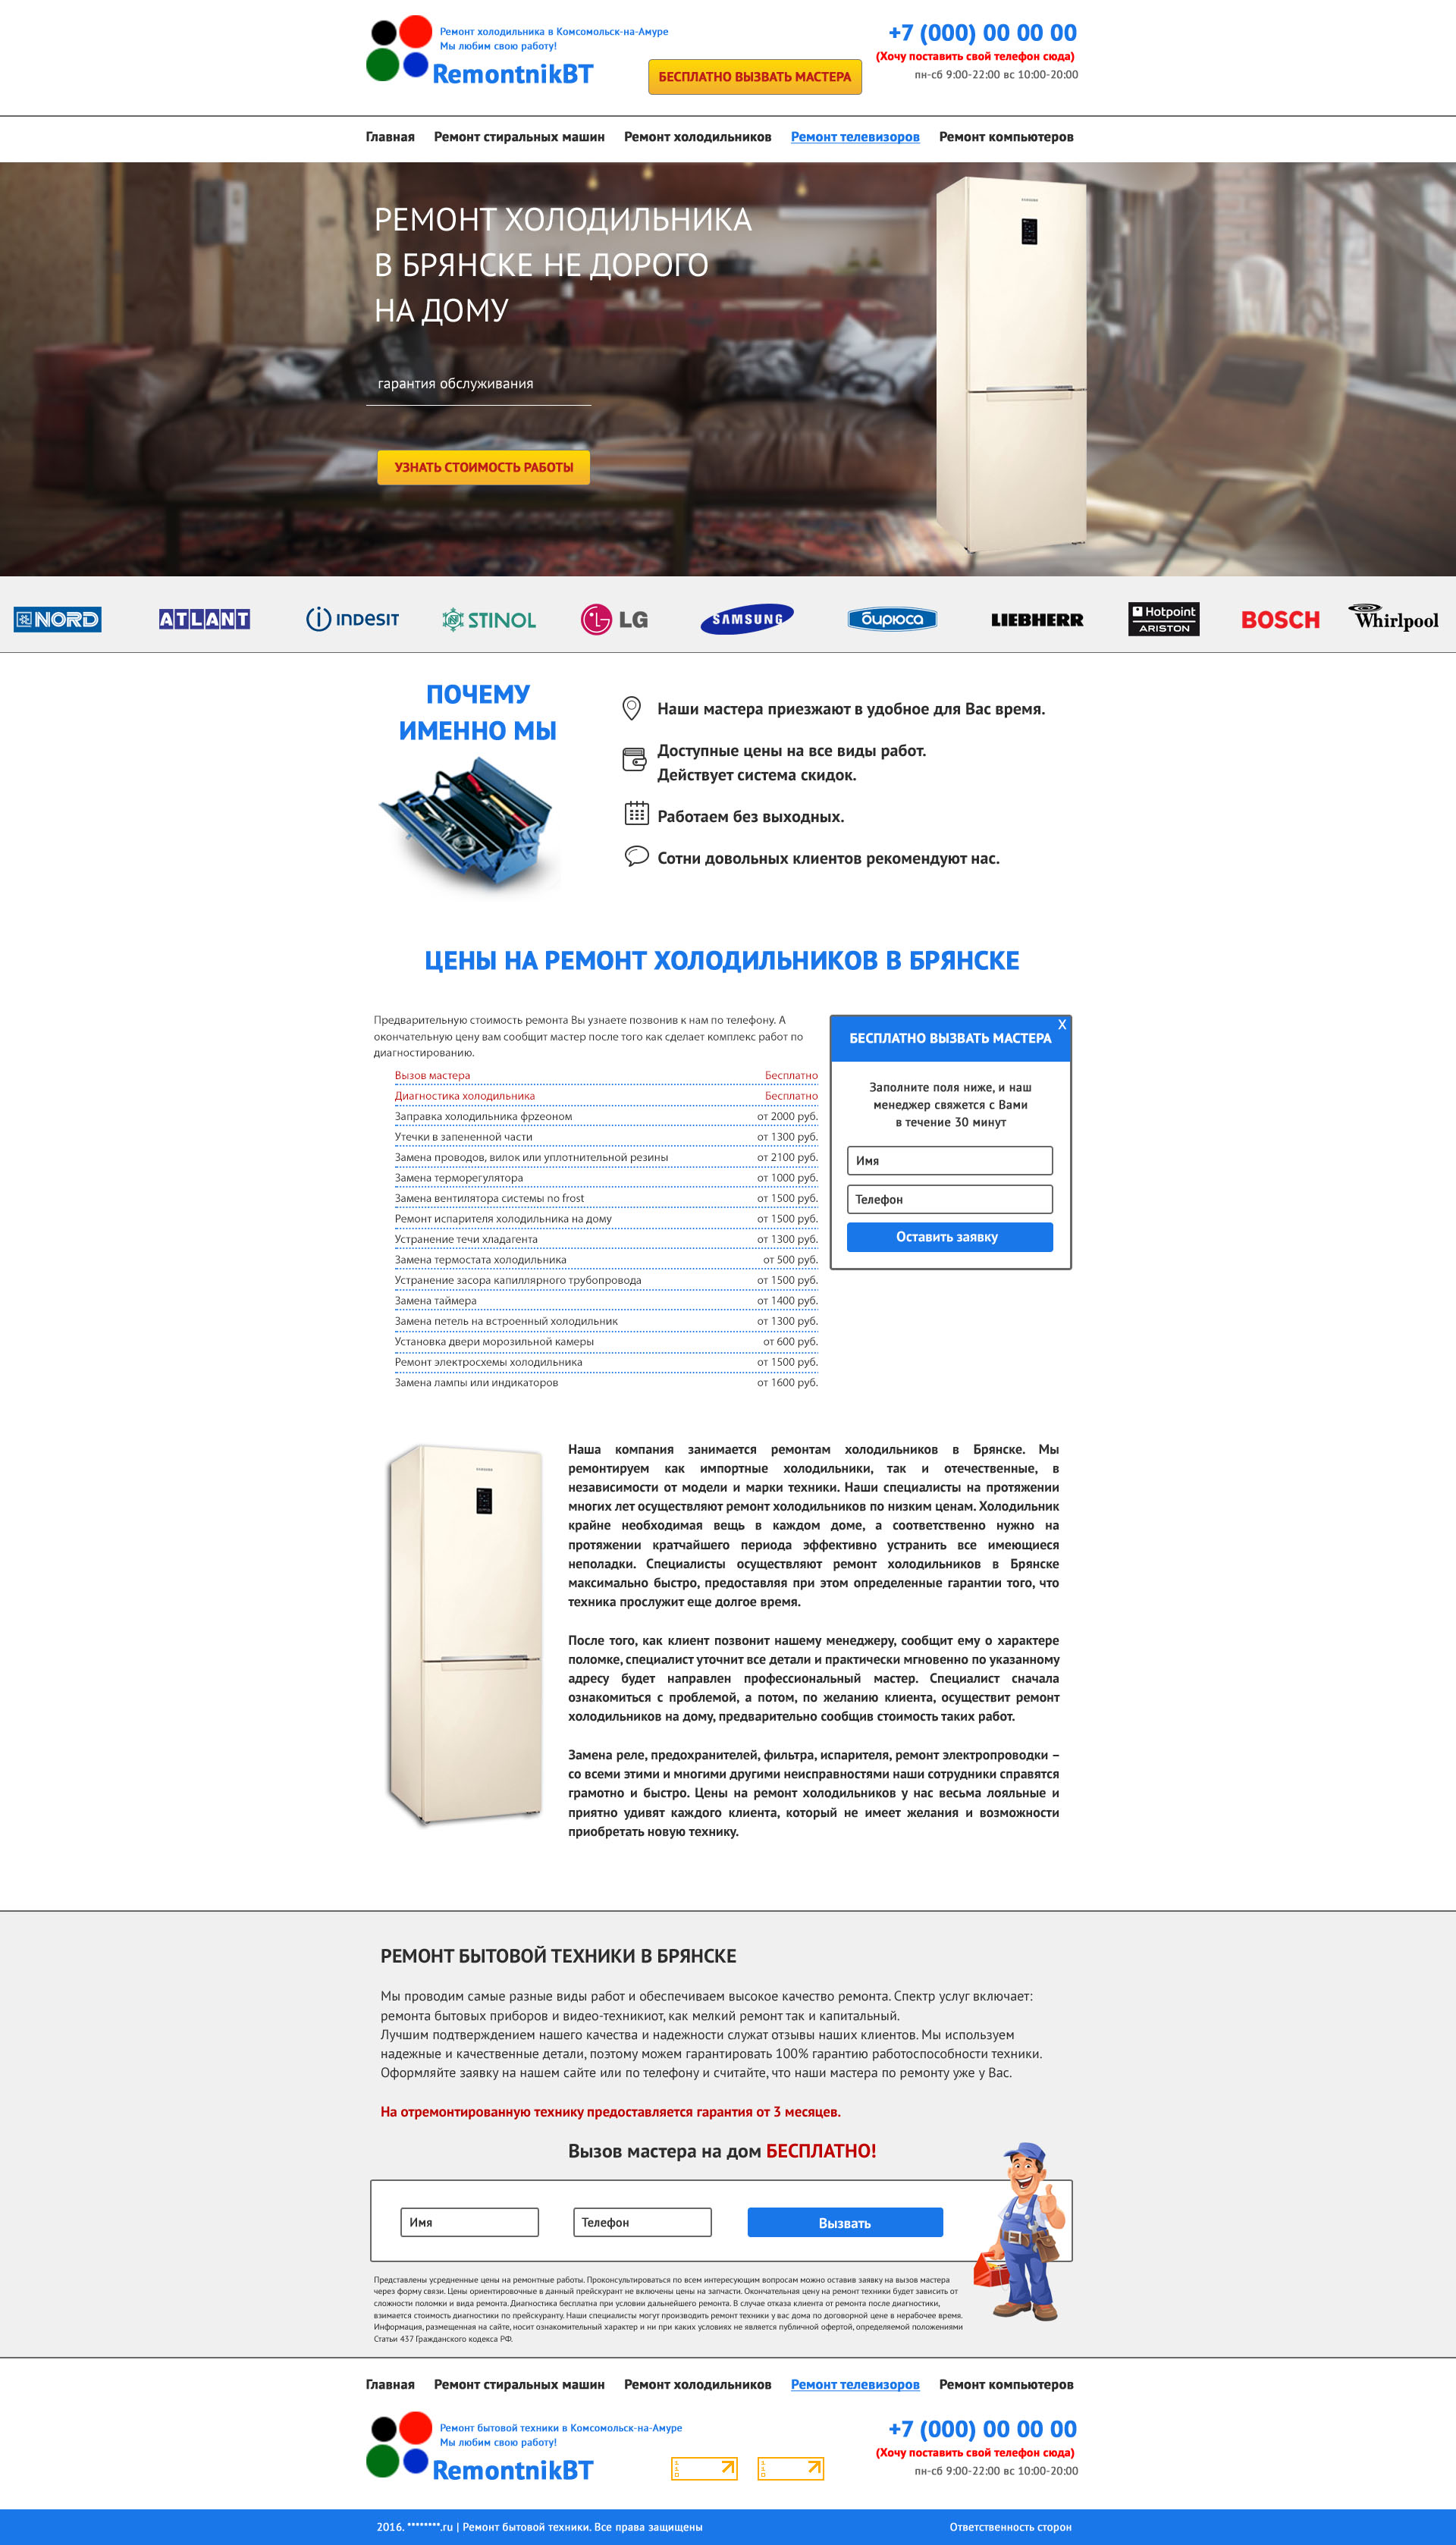 Ремонт холодильника в Комсомольск-на-Амуре
Мы любим свою работу!
RemontnikBT
БЕСПЛАТНО ВЫЗВАТЬ МАСТЕРА
+7 (000) 00 00 00
(Хочу поставить свой телефон сюда)
пн-сб 9:00-22:00 вс 10:00-20:00
Главная Ремонт стиральных машин Ремонт холодильников Ремонт телевизоров Ремонт компьютеров
РЕМОНТ ХОЛОДИЛЬНИКА
В БРЯНСКЕ НЕ ДОРОГО
НА ДОМУ
гарантия обслуживания
УЗНАТЬ СТОИМОСТЬ РАБОТЫ
NORD ATLANT INDESIT STINOL LG SAMSUNG бирюса LIEBHERR Hotpoint ARISTON BOSCH Whirlpool
ПОЧЕМУ
ИМЕННО МЫ
Наши мастера приезжают в удобное для Вас время.
Доступные цены на все виды работ.
Действует система скидок.
Работаем без выходных.
Сотни довольных клиентов рекомендуют нас.
ЦЕНЫ НА РЕМОНТ ХОЛОДИЛЬНИКОВ В БРЯНСКЕ
Предварительную стоимость ремонта Вы узнаете позвонив к нам по телефону. А
окончательную цену вам сообщит мастер после того как сделает комплекс работ по
диагностированию.
Вызов мастера Бесплатно
Диагностика холодильника Бесплатно
Заправка холодильника фрzеоном от 2000 руб.
Утечки в запененной части от 1300 руб.
Замена проводов, вилок или уплотнительной резины от 2100 руб.
Замена терморегулятора от 1000 руб.
Замена вентилятора системы no frost от 1500 руб.
Ремонт испарителя холодильника на дому от 1500 руб.
Устранение течи хладагента от 1300 руб.
Замена термостата холодильника от 500 руб.
Устранение засора капиллярного трубопровода от 1500 руб.
Замена таймера от 1400 руб.
Замена петель на встроенный холодильник от 1300 руб.
Установка двери морозильной камеры от 600 руб.
Ремонт электросхемы холодильника от 1500 руб.
Замена лампы или индикаторов от 1600 руб.
X
БЕСПЛАТНО ВЫЗВАТЬ МАСТЕРА
Заполните поля ниже, и наш
менеджер свяжется с Вами
в течение 30 минут
Имя
Телефон
Оставить заявку
Наша компания занимается ремонтам холодильников в Брянске. Мы
ремонтируем как импортные холодильники, так и отечественные, в
независимости от модели и марки техники. Наши специалисты на протяжении
многих лет осуществляют ремонт холодильников по низким ценам. Холодильник
крайне необходимая вещь в каждом доме, а соответственно нужно на
протяжении кратчайшего периода эффективно устранить все имеющиеся
неполадки. Специалисты осуществляют ремонт холодильников в Брянске
максимально быстро, предоставляя при этом определенные гарантии того, что
техника прослужит еще долгое время.
После того, как клиент позвонит нашему менеджеру, сообщит ему о характере
поломке, специалист уточнит все детали и практически мгновенно по указанному
адресу будет направлен профессиональный мастер. Специалист сначала
ознакомиться с проблемой, а потом, по желанию клиента, осуществит ремонт
холодильников на дому, предварительно сообщив стоимость таких работ.
Замена реле, предохранителей, фильтра, испарителя, ремонт электропроводки –
со всеми этими и многими другими неисправностями наши сотрудники справятся
грамотно и быстро. Цены на ремонт холодильников у нас весьма лояльные и
приятно удивят каждого клиента, который не имеет желания и возможности
приобретать новую технику.
РЕМОНТ БЫТОВОЙ ТЕХНИКИ В БРЯНСКЕ
Мы проводим самые разные виды работ и обеспечиваем высокое качество ремонта. Спектр услуг включает:
ремонта бытовых приборов и видео-техникиот, как мелкий ремонт так и капитальный.
Лучшим подтверждением нашего качества и надежности служат отзывы наших клиентов. Мы используем
надежные и качественные детали, поэтому можем гарантировать 100% гарантию работоспособности техники.
Оформляйте заявку на нашем сайте или по телефону и считайте, что наши мастера по ремонту уже у Вас.
На отремонтированную технику предоставляется гарантия от 3 месяцев.
Вызов мастера на дом БЕСПЛАТНО!
Имя Телефон Вызвать
Представлены усредненные цены на ремонтные работы. Проконсультироваться по всем интересующим вопросам можно оставив заявку на вызов мастера
через форму связи. Цены ориентировочные в данный прейскурант не включены цены на запчасти. Окончательная цену на ремонт техники будет зависить от
сложности поломки и вида ремонта. Диагностика бесплатна при условии дальнейшего ремонта. В случае отказа клиента от ремонта после диагностики,
взимается стоимость диагностики по прейскуранту. Наши специалисты могут производить ремонт техники у вас дома по договорной цене в нерабочее время.
Информация, размещенная на сайте, носит ознакомительный характер и ни при каких условиях не является публичной офертой, определяемой положениями
Статьи 437 Гражданского кодекса РФ.
Главная Ремонт стиральных машин Ремонт холодильников Ремонт телевизоров Ремонт компьютеров
Ремонт бытовой техники в Комсомольск-на-Амуре
Мы любим свою работу!
RemontnikBT
+7 (000) 00 00 00
(Хочу поставить свой телефон сюда)
пн-сб 9:00-22:00 вс 10:00-20:00
2016. ********.ru | Ремонт бытовой техники. Все права защищены
Ответственность сторон